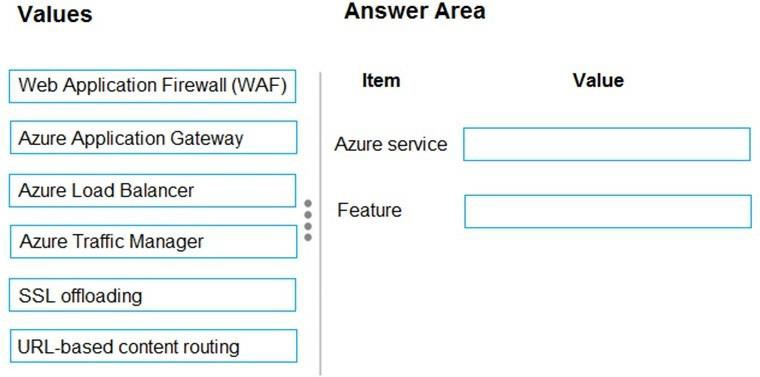 Values
Answer Area
Item
Value
Web Application Firewall (WAF)
Azure Application Gateway
Azure service
Azure Load Balancer
Feature
Azure Traffic Manager
SSL offloading
URL-based content routing